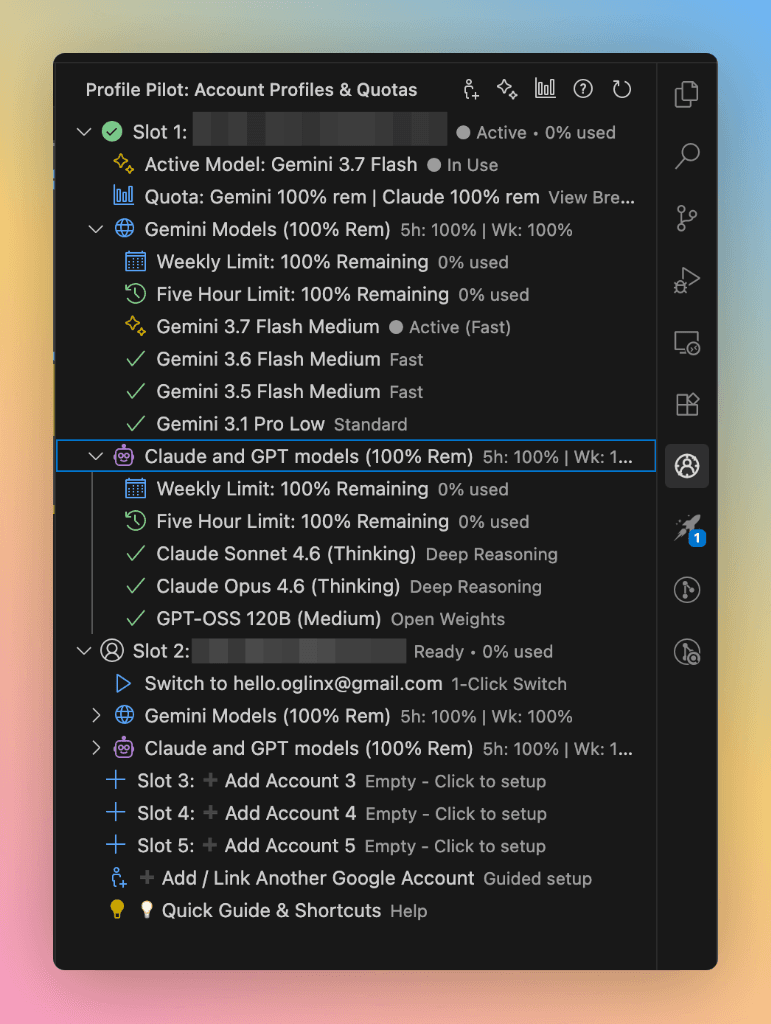 Profile Pilot: Account Profiles & Quotas
Slot 1: Active • 0% used
Active Model: Gemini 3.7 Flash In Use
Quota: Gemini 100% rem | Claude 100% rem View Bre...
Gemini Models (100% Rem) 5h: 100% | Wk: 100%
Weekly Limit: 100% Remaining 0% used
Five Hour Limit: 100% Remaining 0% used
Gemini 3.7 Flash Medium Active (Fast)
Gemini 3.6 Flash Medium Fast
Gemini 3.5 Flash Medium Fast
Gemini 3.1 Pro Low Standard
Claude and GPT models (100% Rem) 5h: 100% | Wk: 1...
Weekly Limit: 100% Remaining 0% used
Five Hour Limit: 100% Remaining 0% used
Claude Sonnet 4.6 (Thinking) Deep Reasoning
Claude Opus 4.6 (Thinking) Deep Reasoning
GPT-OSS 120B (Medium) Open Weights
1
Slot 2: Ready • 0% used
Switch to hello.oglinx@gmail.com 1-Click Switch
Gemini Models (100% Rem) 5h: 100% | Wk: 100%
Claude and GPT models (100% Rem) 5h: 100% | Wk: 1...
Slot 3: ➕ Add Account 3 Empty - Click to setup
Slot 4: ➕ Add Account 4 Empty - Click to setup
Slot 5: ➕ Add Account 5 Empty - Click to setup
➕ Add / Link Another Google Account Guided setup
💡 Quick Guide & Shortcuts Help